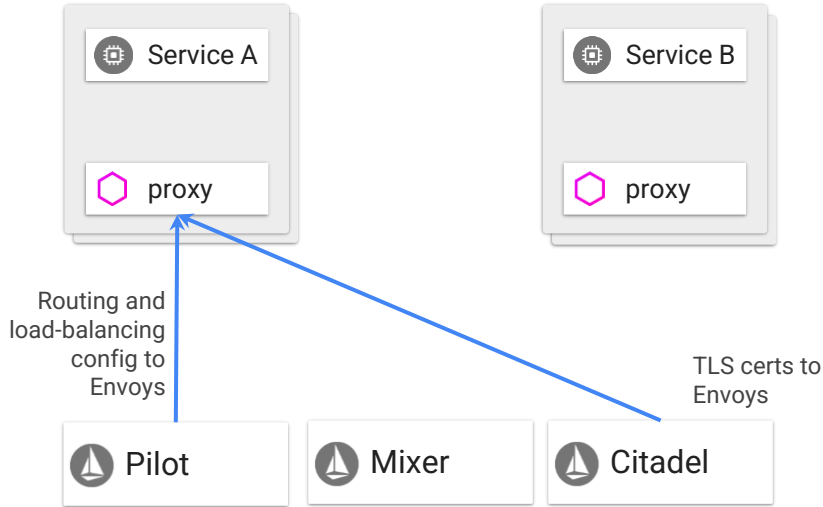 Service A
Service B
proxy
proxy
Routing and
load-balancing
config to
Envoys
TLS certs to
Envoys
Pilot
Mixer
Citadel